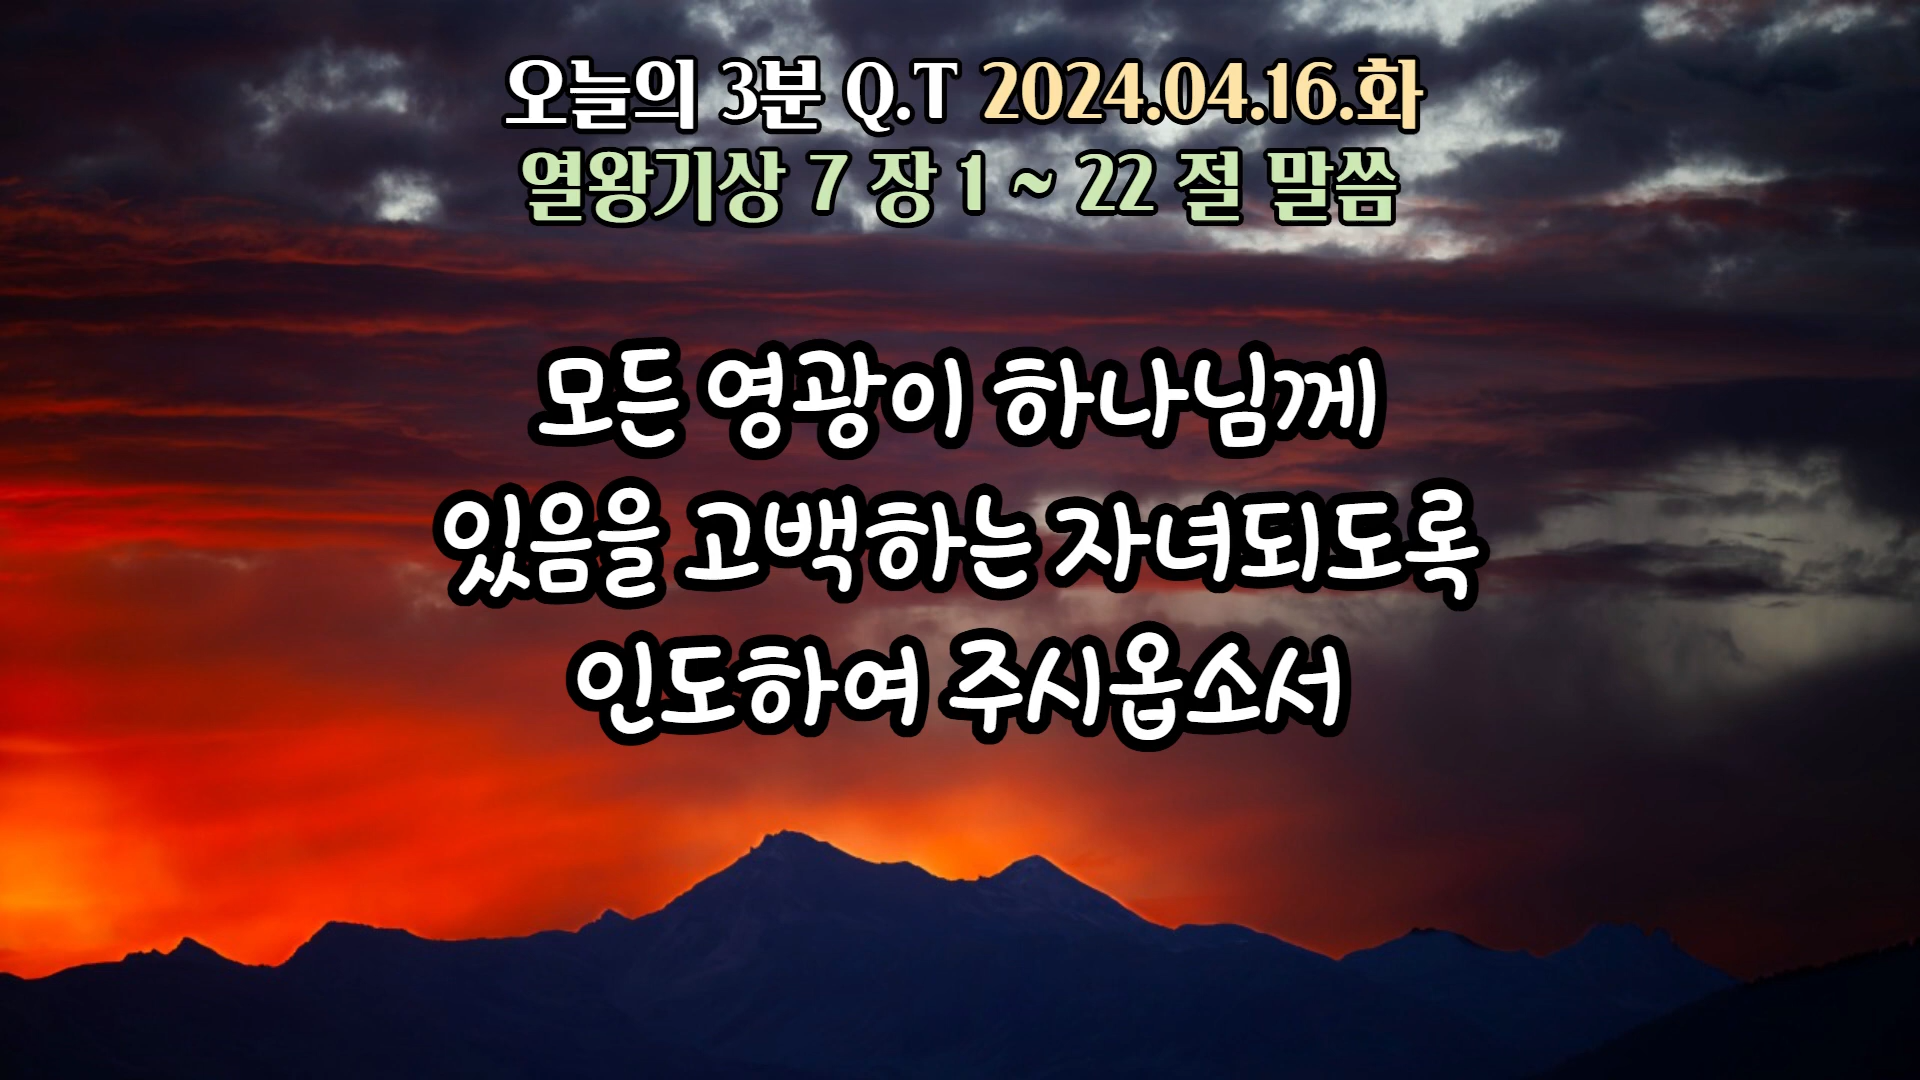 오늘의 3분 Q.T 2024.04.16.화
열왕기상 7 장 1 ~ 22 절 말씀
모든 영광이 하나님께
있음을 고백하는 자녀되도록
인도하여 주시옵소서